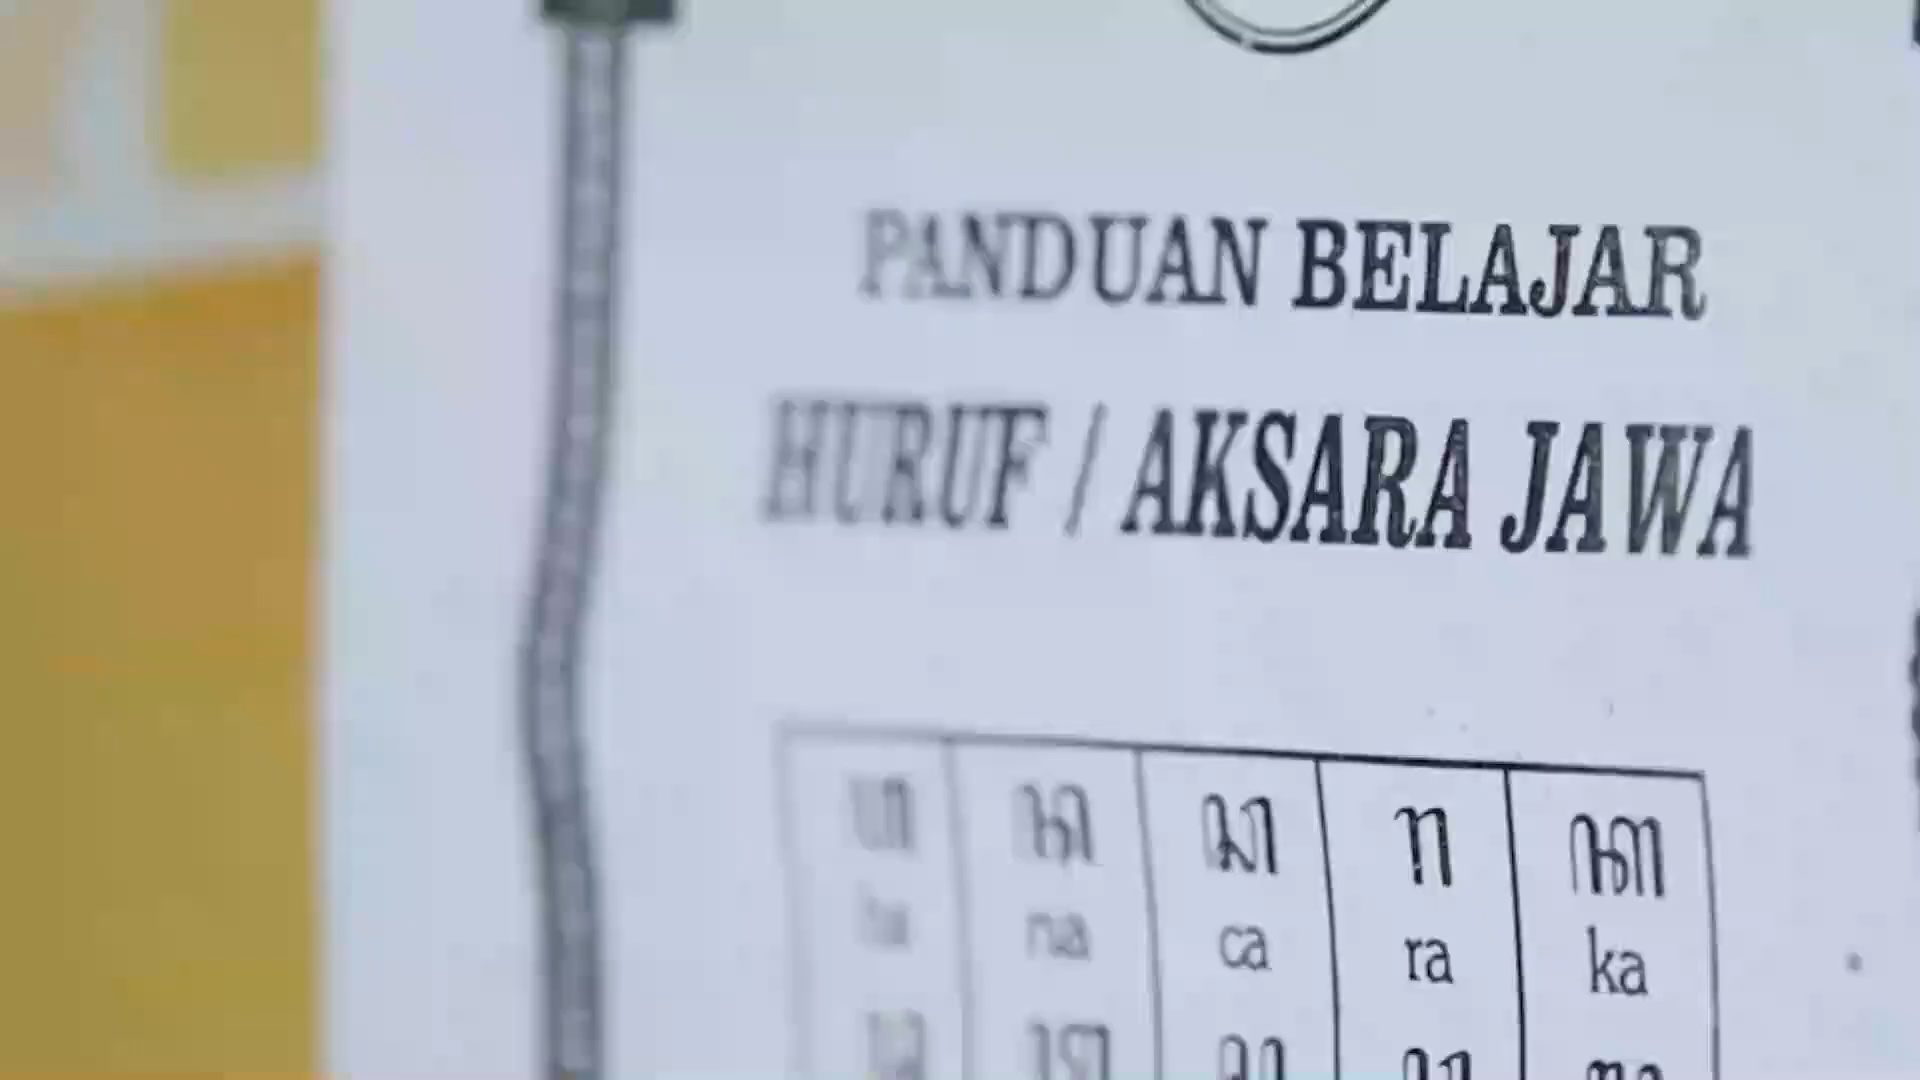 PANDUAN BELAJAR
HURUF / AKSARA JAWA
ꦲ ꦤ ꦕ ꦫ ꦏ
ha na ca ra ka